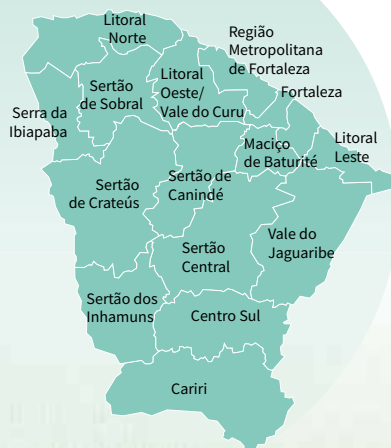 Litoral
Norte
Região
Metropolitana
de Fortaleza
Sertão
de Sobral
Litoral
Oeste/
Vale do Curu
Fortaleza
Serra da
Ibiapaba
Maciço
de Baturité
Litoral
Leste
Sertão
de Crateús
Sertão de
Canindé
Vale do
Jaguaribe
Sertão
Central
Sertão dos
Inhamuns
Centro Sul
Cariri